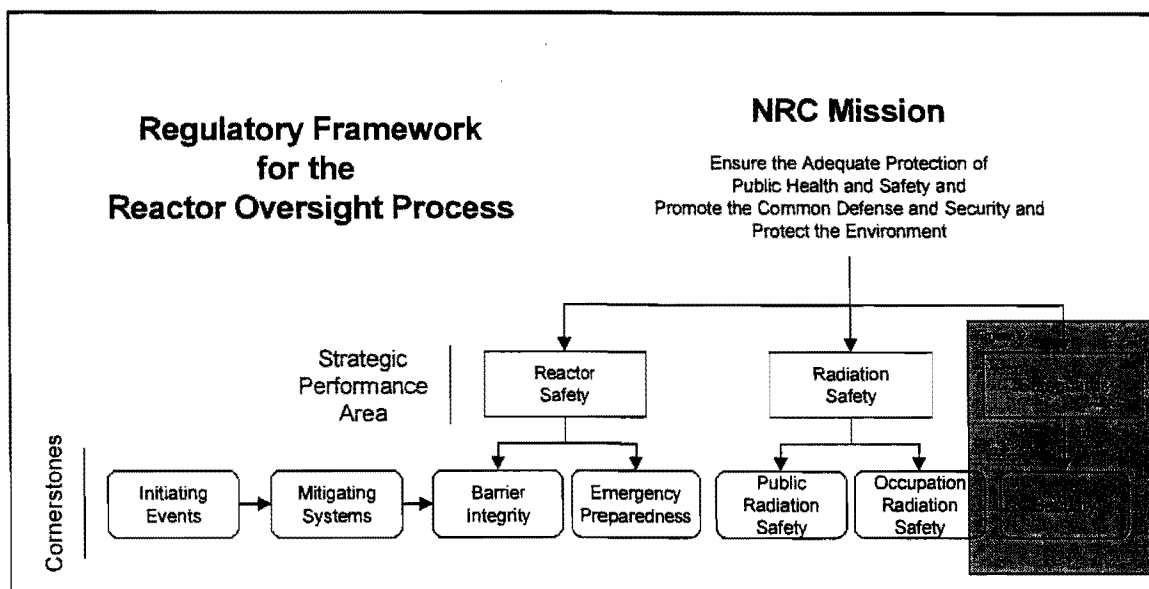 Regulatory Framework
for the
Reactor Oversight Process
NRC Mission
Ensure the Adequate Protection of
Public Health and Safety and
Promote the Common Defense and Security and
Protect the Environment
Strategic
Performance
Area
Reactor
Safety
Radiation
Safety
Cornerstones
Initiating
Events
Mitigating
Systems
Barrier
Integrity
Emergency
Preparedness
Public
Radiation
Safety
Occupation
Radiation
Safety